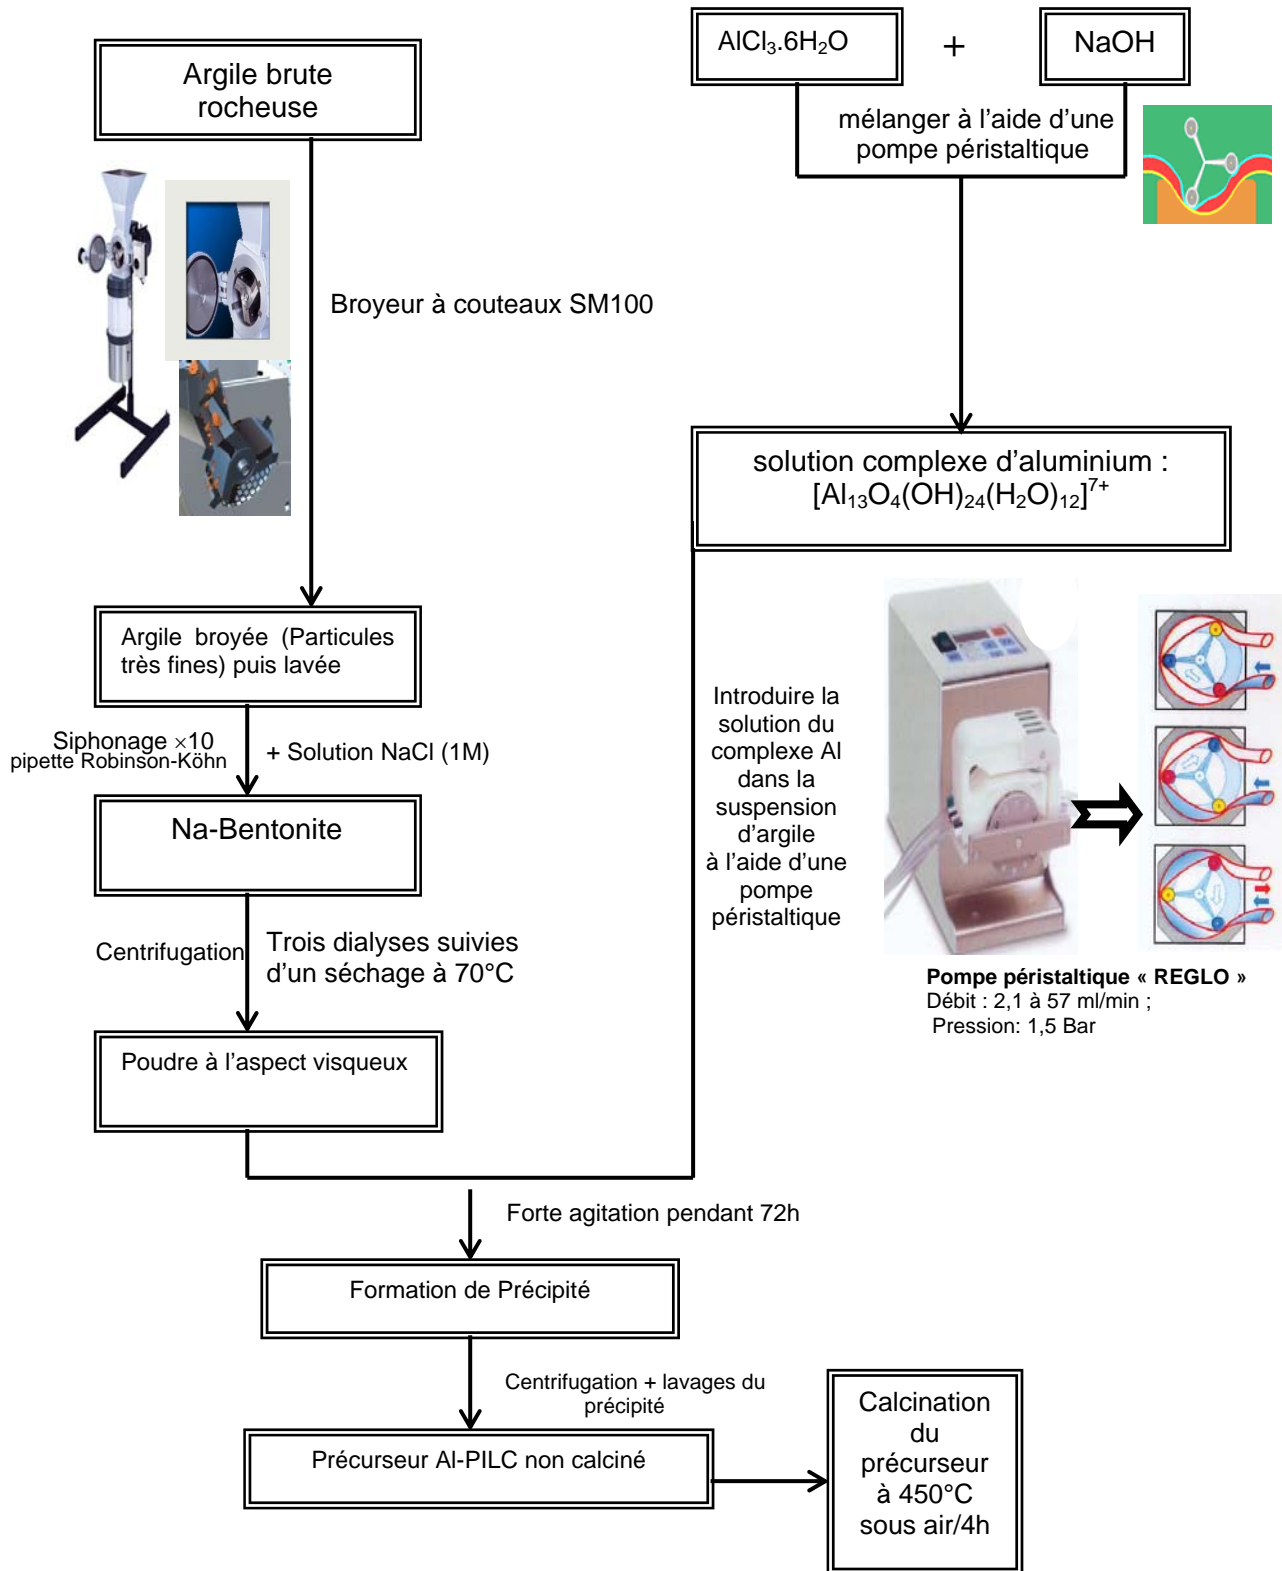 Argile brute
rocheuse
AlCl₃.6H₂O
+
NaOH
mélanger à l’aide d’une
pompe péristaltique
Broyeur à couteaux SM100
solution complexe d’aluminium :
[Al₁₃O₄(OH)₂₄(H₂O)₁₂]⁷⁺
Argile broyée (Particules
très fines) puis lavée
Siphonage ×10
pipette Robinson-Köhn
+ Solution NaCl (1M)
Na-Bentonite
Introduire la
solution du
complexe Al
dans la
suspension
d’argile
à l’aide d’une
pompe
péristaltique
Centrifugation
Trois dialyses suivies
d’un séchage à 70°C
Pompe péristaltique « REGLO »
Débit : 2,1 à 57 ml/min ;
Pression: 1,5 Bar
Poudre à l’aspect visqueux
Forte agitation pendant 72h
Formation de Précipité
Centrifugation + lavages du
précipité
Précurseur Al-PILC non calciné
Calcination
du
précurseur
à 450°C
sous air/4h